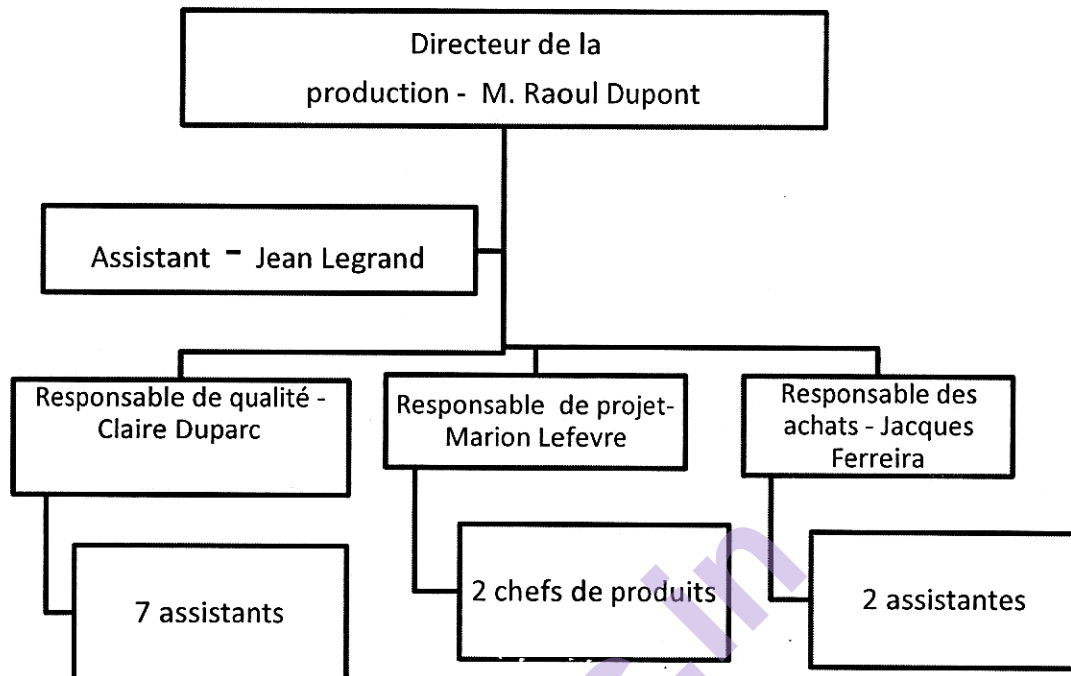 Directeur de la
production - M. Raoul Dupont
Assistant - Jean Legrand
Responsable de qualité -
Claire Duparc
Responsable de projet-
Marion Lefevre
Responsable des
achats - Jacques
Ferreira
7 assistants
2 chefs de produits
2 assistantes
.in